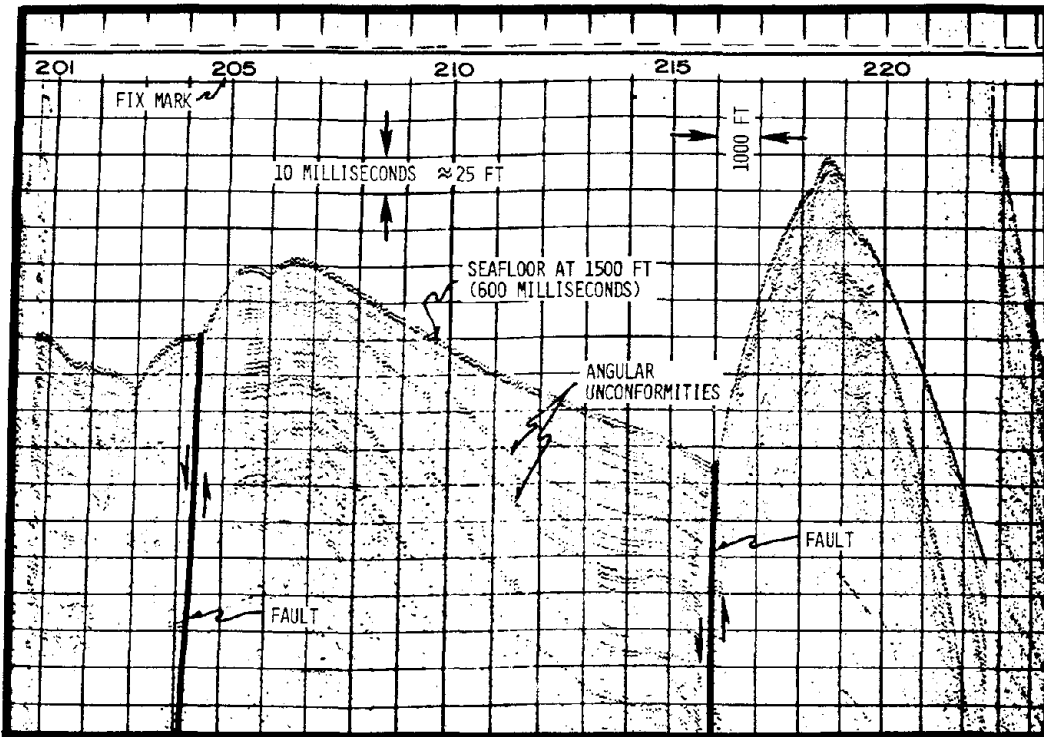 201 205 210 215 220
FIX MARK
1000 FT
10 MILLISECONDS ≈ 25 FT
SEAFLOOR AT 1500 FT
(600 MILLISECONDS)
ANGULAR
UNCONFORMITIES
FAULT
FAULT